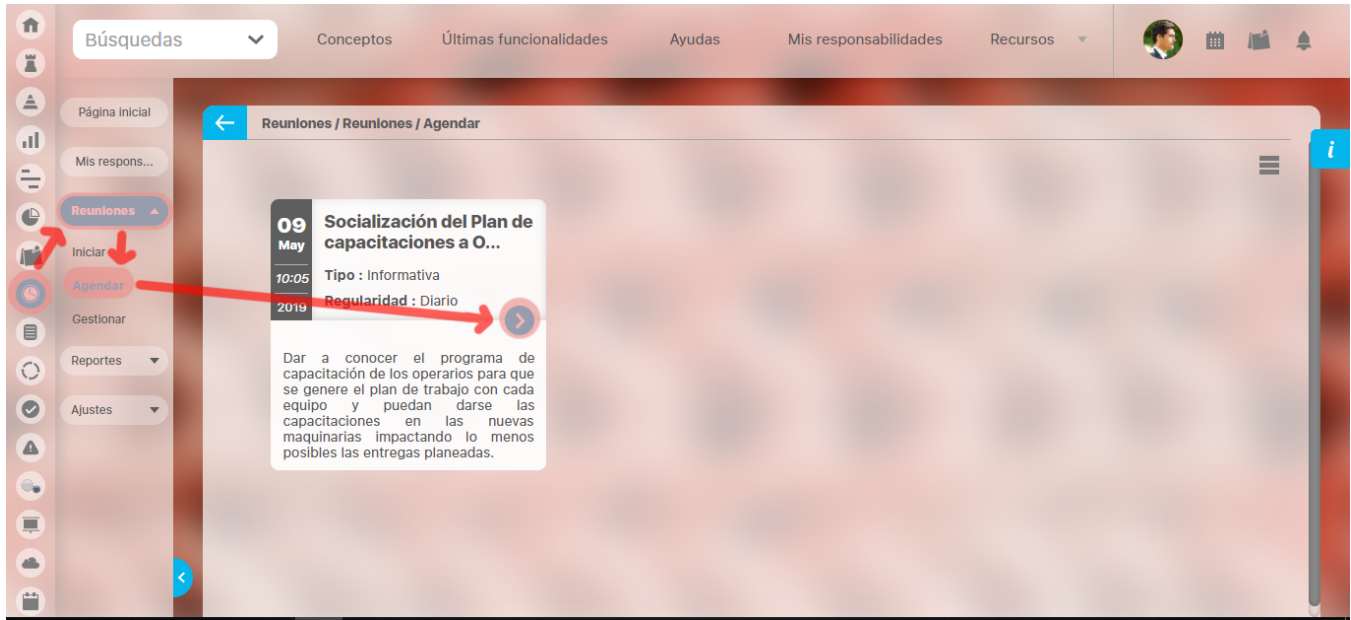 Búsquedas
Conceptos
Últimas funcionalidades
Ayudas
Mis responsabilidades
Recursos
Página inicial
Mis respons...
Reuniones
Iniciar
Agendar
Gestionar
Reportes
Ajustes
Reuniones / Reuniones / Agendar
i
09
May
10:05
2019
Socialización del Plan de
capacitaciones a O...
Tipo : Informativa
Regularidad : Diario
Dar a conocer el programa de
capacitación de los operarios para que
se genere el plan de trabajo con cada
equipo y puedan darse las
capacitaciones en las nuevas
maquinarias impactando lo menos
posibles las entregas planeadas.